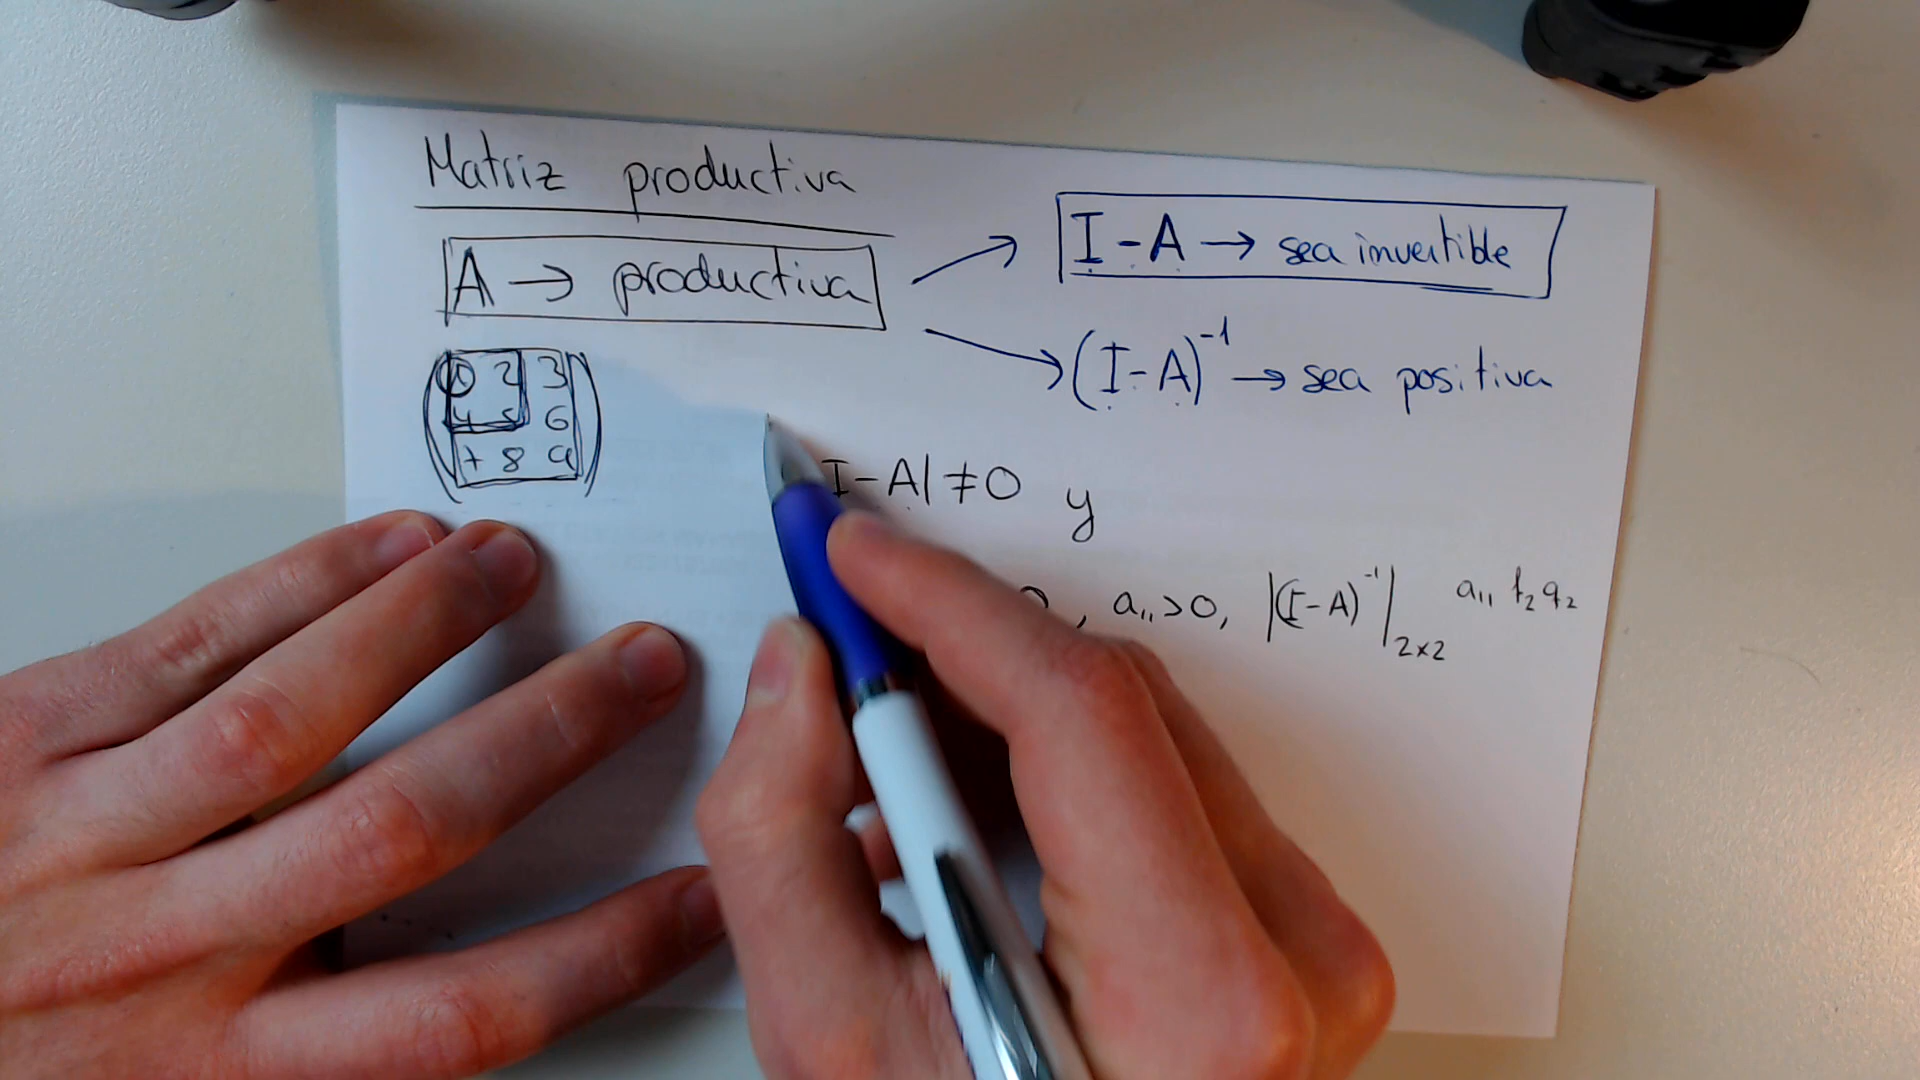 Matriz productiva
A → productiva
I - A → sea invertible
(I - A)⁻¹ → sea positiva
1 2 3
4 5 6
7 8 9
I - A| ≠ 0 y
, a₁₁ > 0, |(I - A)⁻¹|₂ₓ₂ a₁₁ f₂ q₂